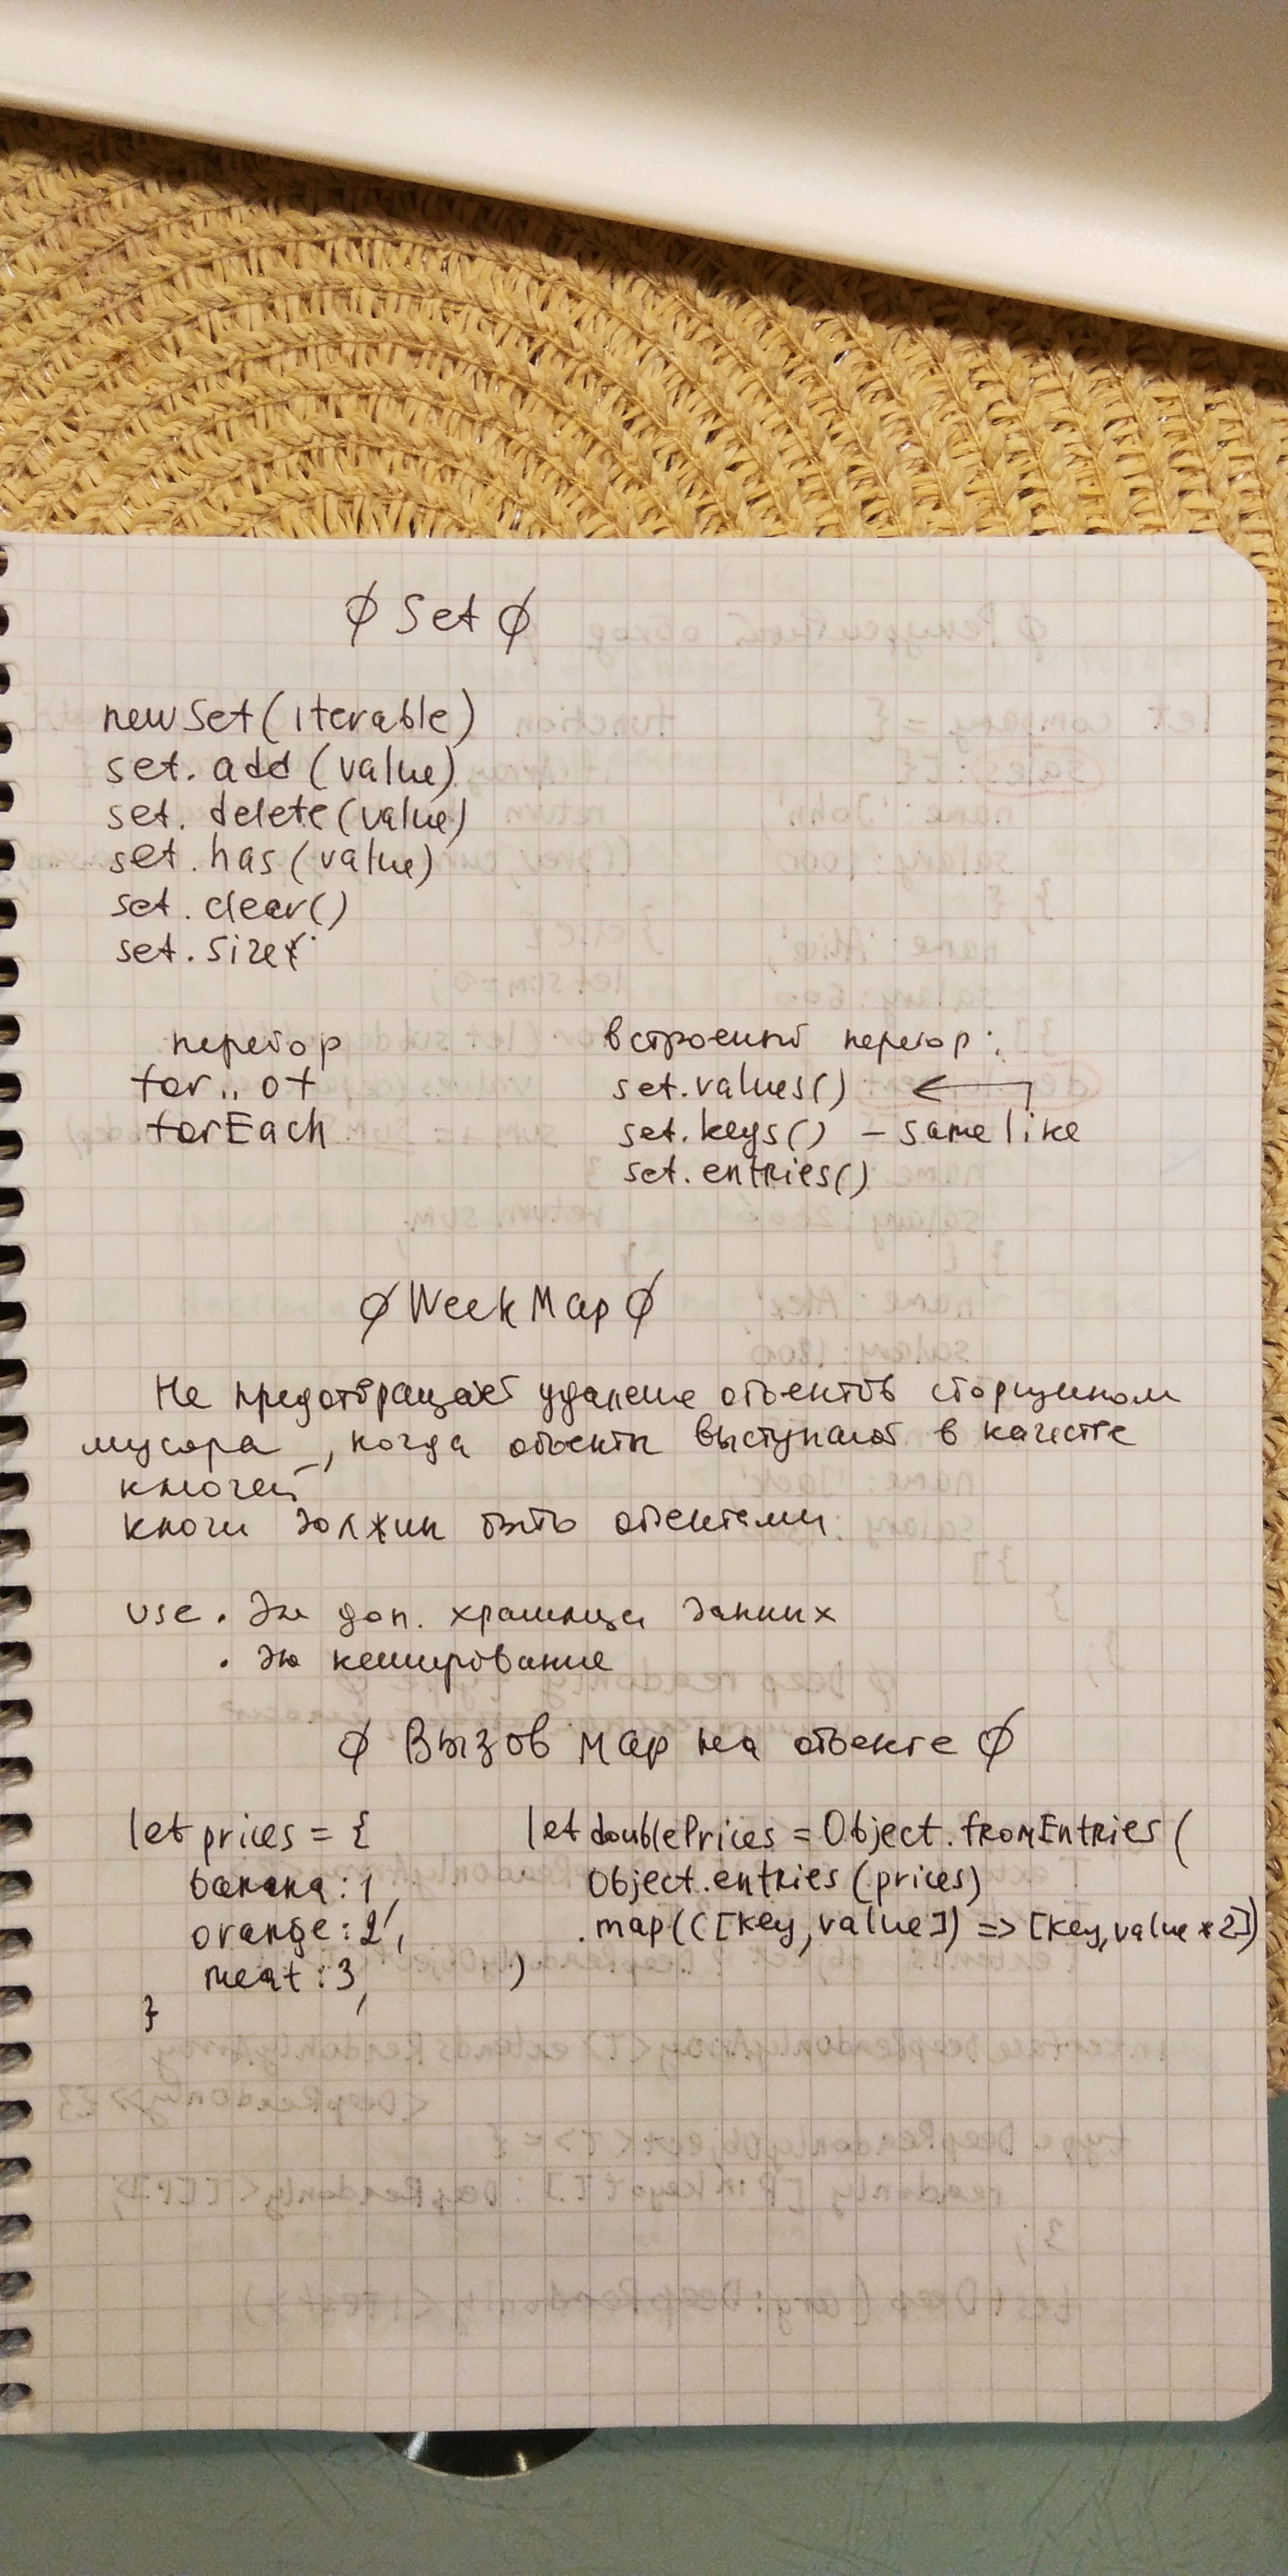 ∅ Set ∅
new Set(iterable)
set.add(value)
set.delete(value)
set.has(value)
set.clear()
set.size
перебор
for..of
forEach
встроенный перебор:
set.values() ←
set.keys() - same like
set.entries()
∅ WeekMap ∅
Не предотвращает удаление объектов сборщиком
мусора, когда объекты выступают в качестве
ключей
ключи должны быть объектами
use • для доп. хранилища данных
• для кеширование
∅ Вызов map на объекте ∅
let prices = {
banana: 1,
orange: 2,
meat: 3,
}
let doublePrices = Object.fromEntries(
Object.entries(prices)
.map(([key, value]) => [key, value * 2])
)